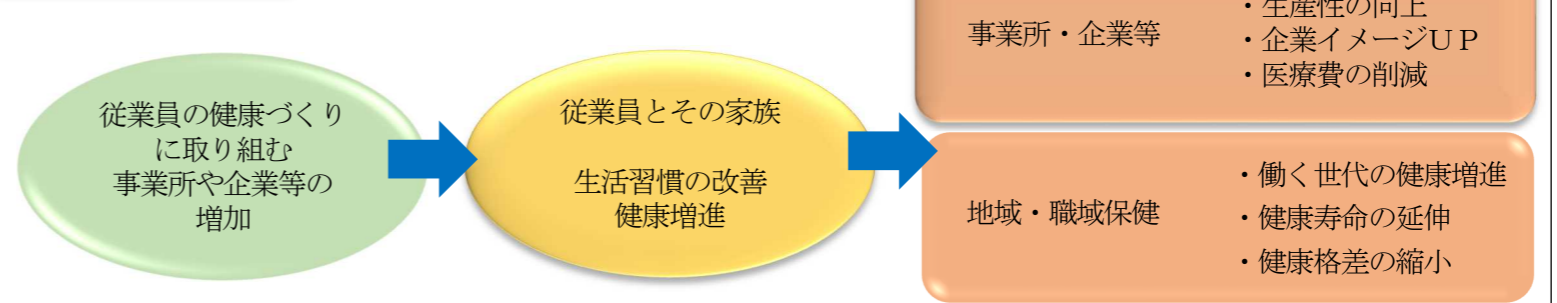 従業員の健康づくり
に取り組む
事業所や企業等の
増加
従業員とその家族
生活習慣の改善
健康増進
事業所・企業等
・生産性の向上
・企業イメージＵＰ
・医療費の削減
地域・職域保健
・働く世代の健康増進
・健康寿命の延伸
・健康格差の縮小